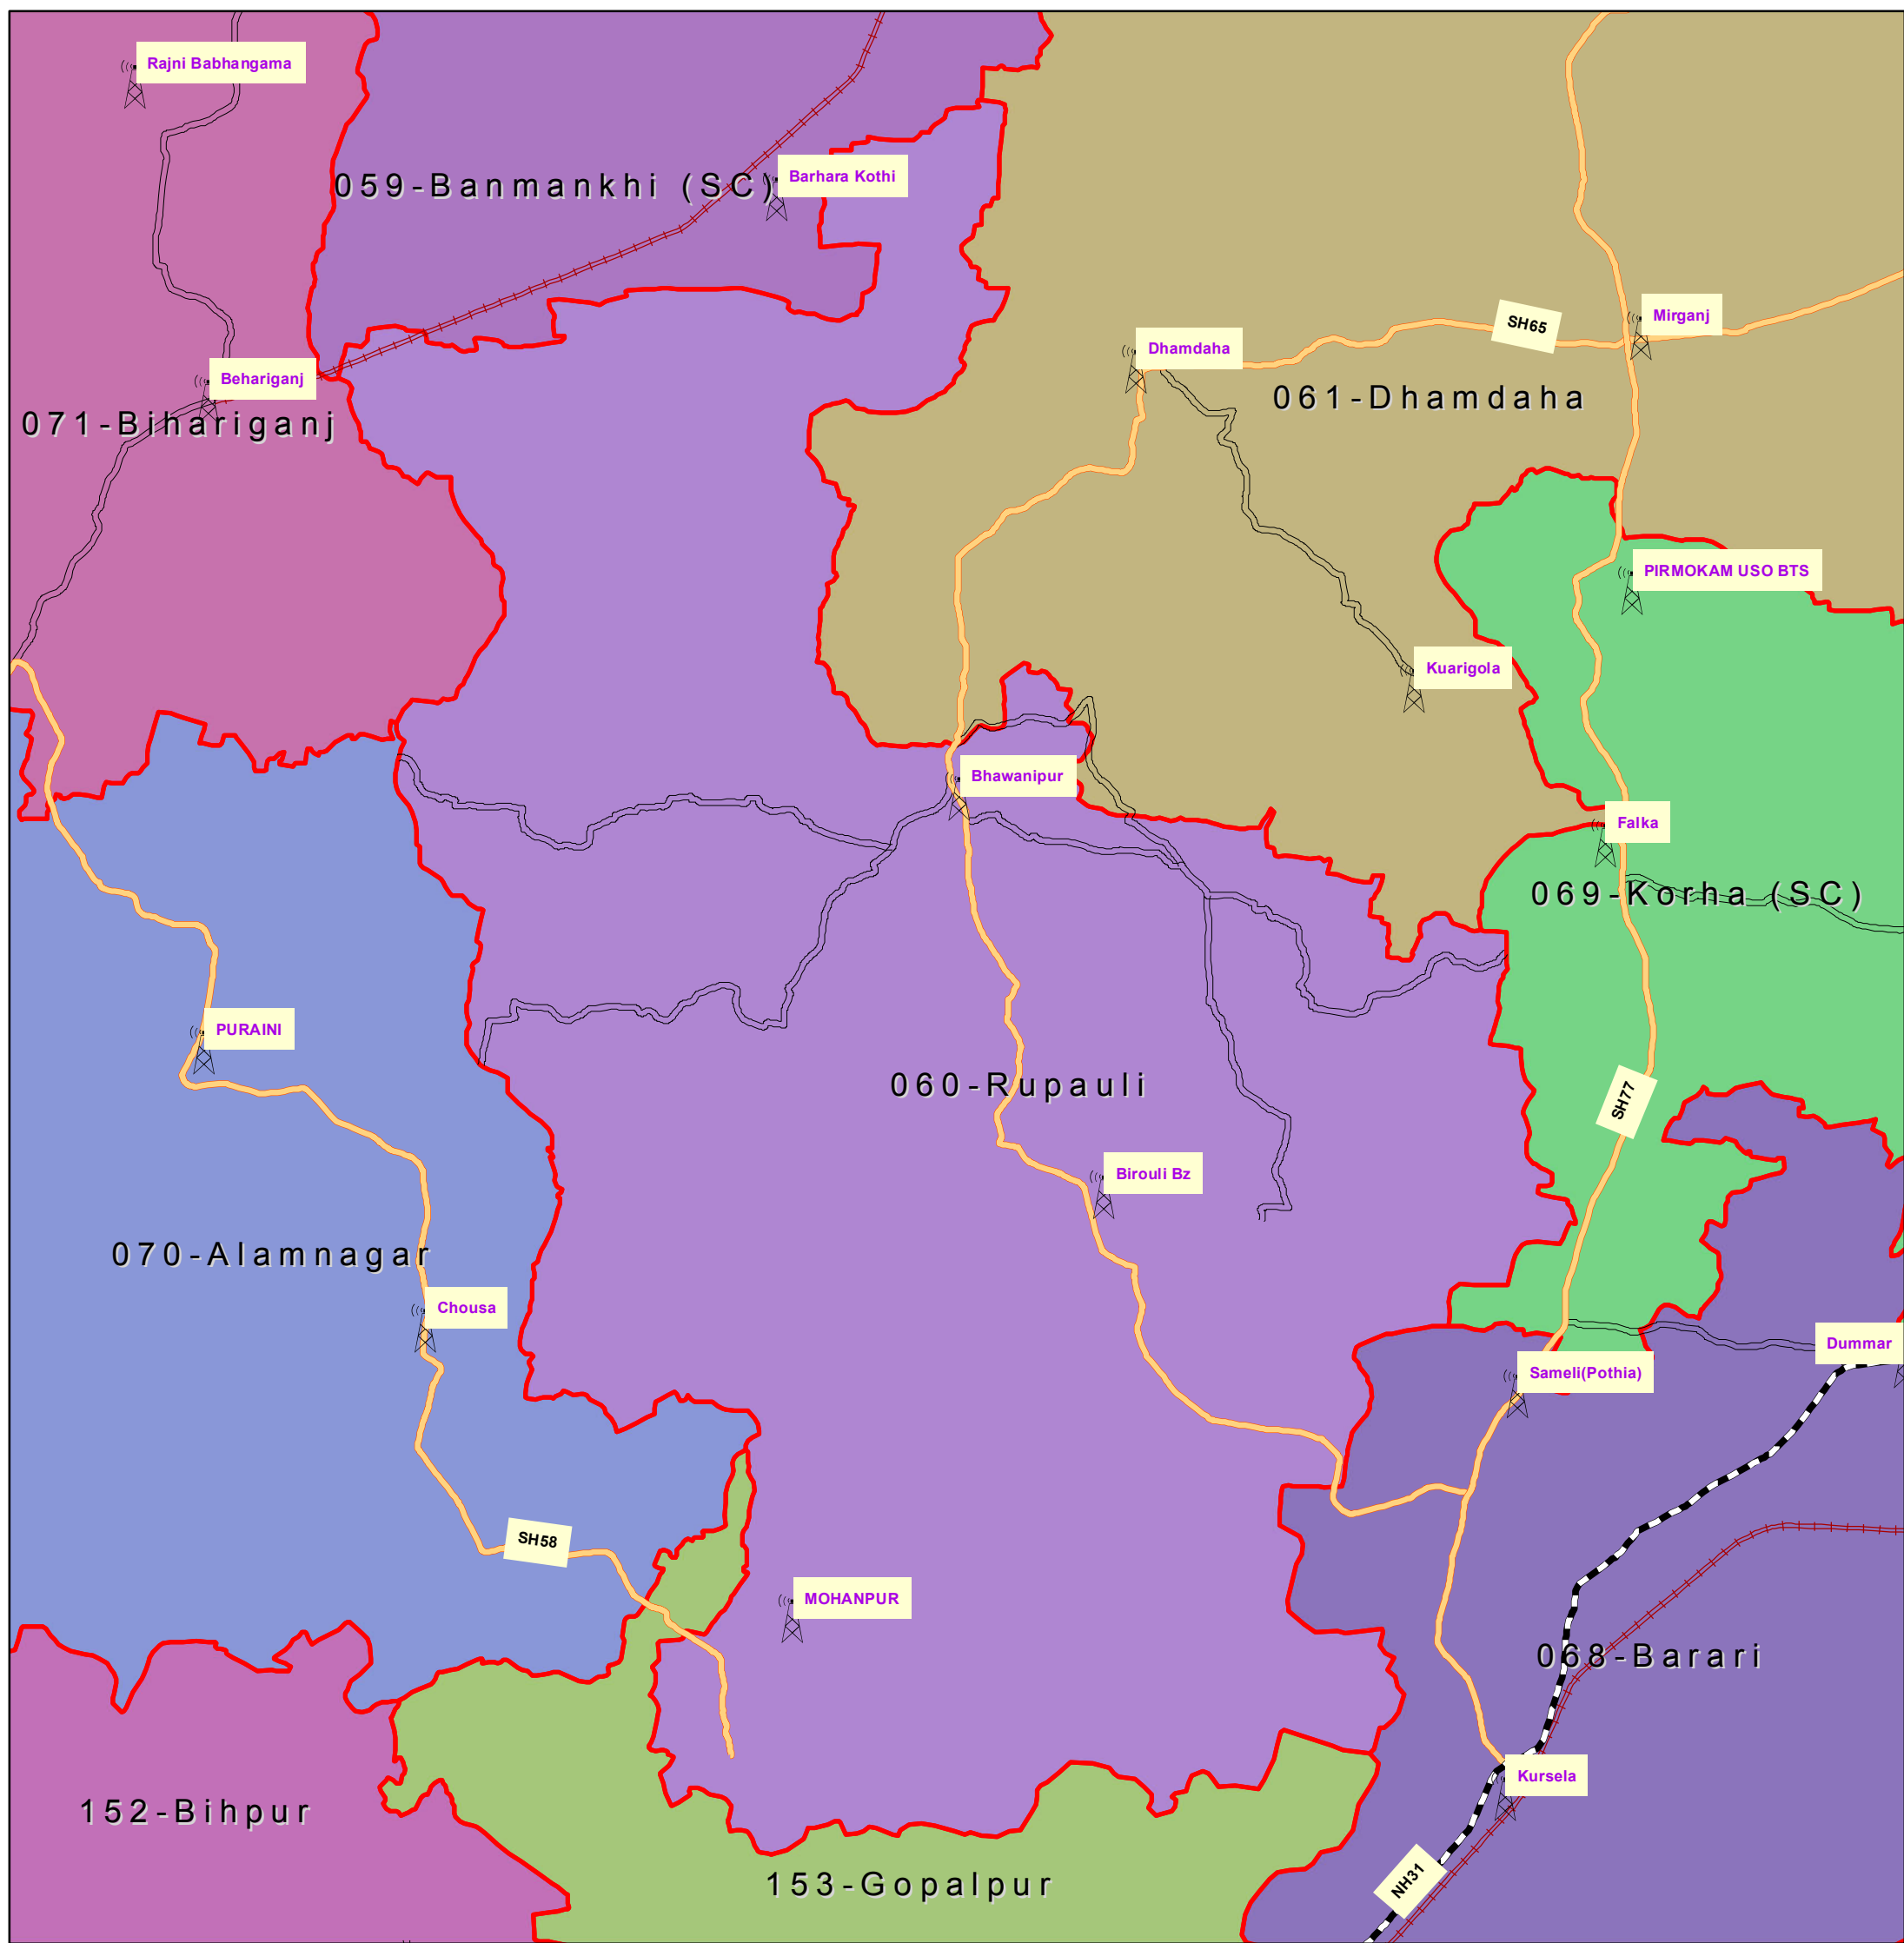 Rajni Babhangama
059-Banmankhi (SC)
Barhara Kothi
SH65
Mirganj
Dhamdaha
Behariganj
061-Dhamdaha
071-Bihariganj
PIRMOKAM USO BTS
Kuarigola
Bhawanipur
Falka
069-Korha (SC)
PURAINI
060-Rupauli
SH77
Birouli Bz
070-Alamnagar
Chousa
Dummar
Sameli(Pothia)
SH58
MOHANPUR
068-Barari
Kursela
152-Bihpur
153-Gopalpur
NH31